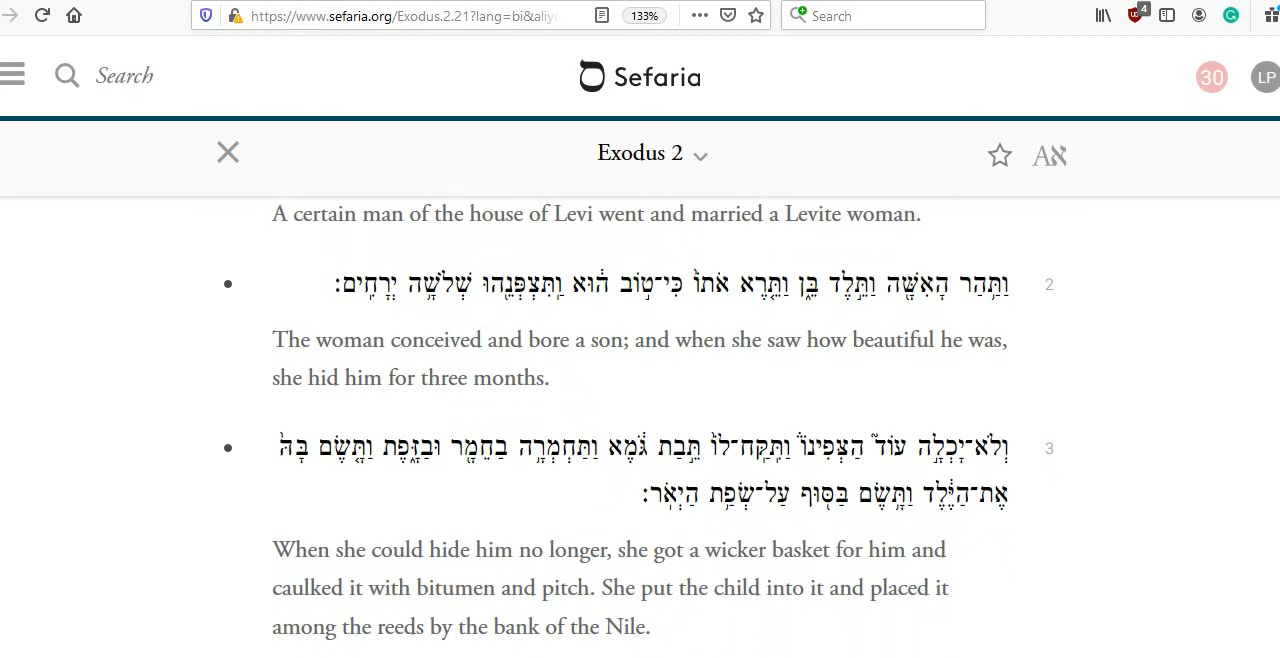 https://www.sefaria.org/Exodus.2.21?lang=bi&aliy
133%
Search
4
Search
Sefaria
30
LP
Exodus 2
Aא
A certain man of the house of Levi went and married a Levite woman.
וַתַּ֥הַר הָאִשָּׁ֖ה וַתֵּ֣לֶד בֵּ֑ן וַתֵּ֤רֶא אֹתוֹ֙ כִּי־ט֣וֹב ה֔וּא וַֽתִּצְפְּנֵ֖הוּ שְׁלֹשָׁ֥ה יְרָחִֽים׃
2
The woman conceived and bore a son; and when she saw how beautiful he was,
she hid him for three months.
וְלֹא־יָכְלָ֣ה עוֹד֮ הַצְּפִינוֹ֒ וַתִּֽקַּֽח־לוֹ֙ תֵּ֣בַת גֹּ֔מֶא וַתַּחְמְרָ֥ה בַחֵמָ֖ר וּבַזָּ֑פֶת וַתָּ֤שֶׂם בָּהּ֙
3
אֶת־הַיֶּ֔לֶד וַתָּ֥שֶׂם בַּסּ֖וּף עַל־שְׂפַ֥ת הַיְאֹֽר׃
When she could hide him no longer, she got a wicker basket for him and
caulked it with bitumen and pitch. She put the child into it and placed it
among the reeds by the bank of the Nile.